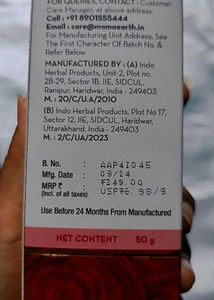 FOR QUERIES, CONTACT : Customer
Care Manager, at above address.
Call : +91 8901555444
Email : care@mamaearth.in
For Manufacturing Unit Address, See
The First Character Of Batch No. &
Refer Below
MANUFACTURED BY : (A) Indo
Herbal Products, Unit-2, Plot no.
28-29, Sector 1B, IIE, SIDCUL,
Ranipur, Haridwar, India - 249403
M.: 20/C/UA/2010
(B) Indo Herbal Products, Plot no.17
Sector 12, IIE, SIDCUL, Haridwar,
Uttarakhand, India - 249403
M.: 2/C/UA/2023
B. No. : AAF4I045
Mfg. Date : 09/24
MRP ₹ : ₹349.00
(Incl. of all taxes) USP₹6.98/g
Use Before 24 Months From Manufactured
NET CONTENT 50 g